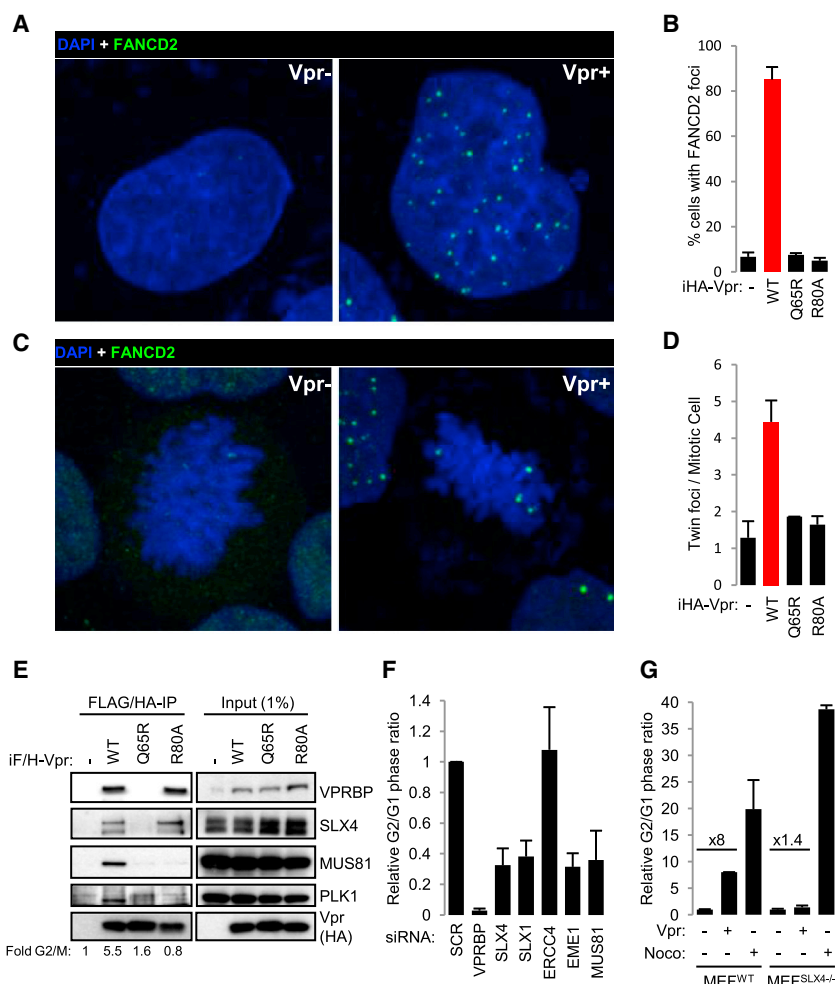 A
DAPI + FANCD2
Vpr-
Vpr+
B
% cells with FANCD2 foci
100
80
60
40
20
0
iHA-Vpr: - WT Q65R R80A
C
DAPI + FANCD2
Vpr-
Vpr+
D
Twin foci / Mitotic Cell
6
5
4
3
2
1
0
iHA-Vpr: - WT Q65R R80A
E
FLAG/HA-IP Input (1%)
iF/H-Vpr: - WT Q65R R80A - WT Q65R R80A
VPRBP
SLX4
MUS81
PLK1
Vpr
(HA)
Fold G2/M: 1 5.5 1.6 0.8
F
Relative G2/G1 phase ratio
1.4
1.2
1
0.8
0.6
0.4
0.2
0
siRNA: SCR VPRBP SLX4 SLX1 ERCC4 EME1 MUS81
G
Relative G2/G1 phase ratio
40
35
30
25
20
15
10
5
0
x8
x1.4
Vpr: - + - - + -
Noco: - - + - - +
MEFWT MEFSLX4-/-